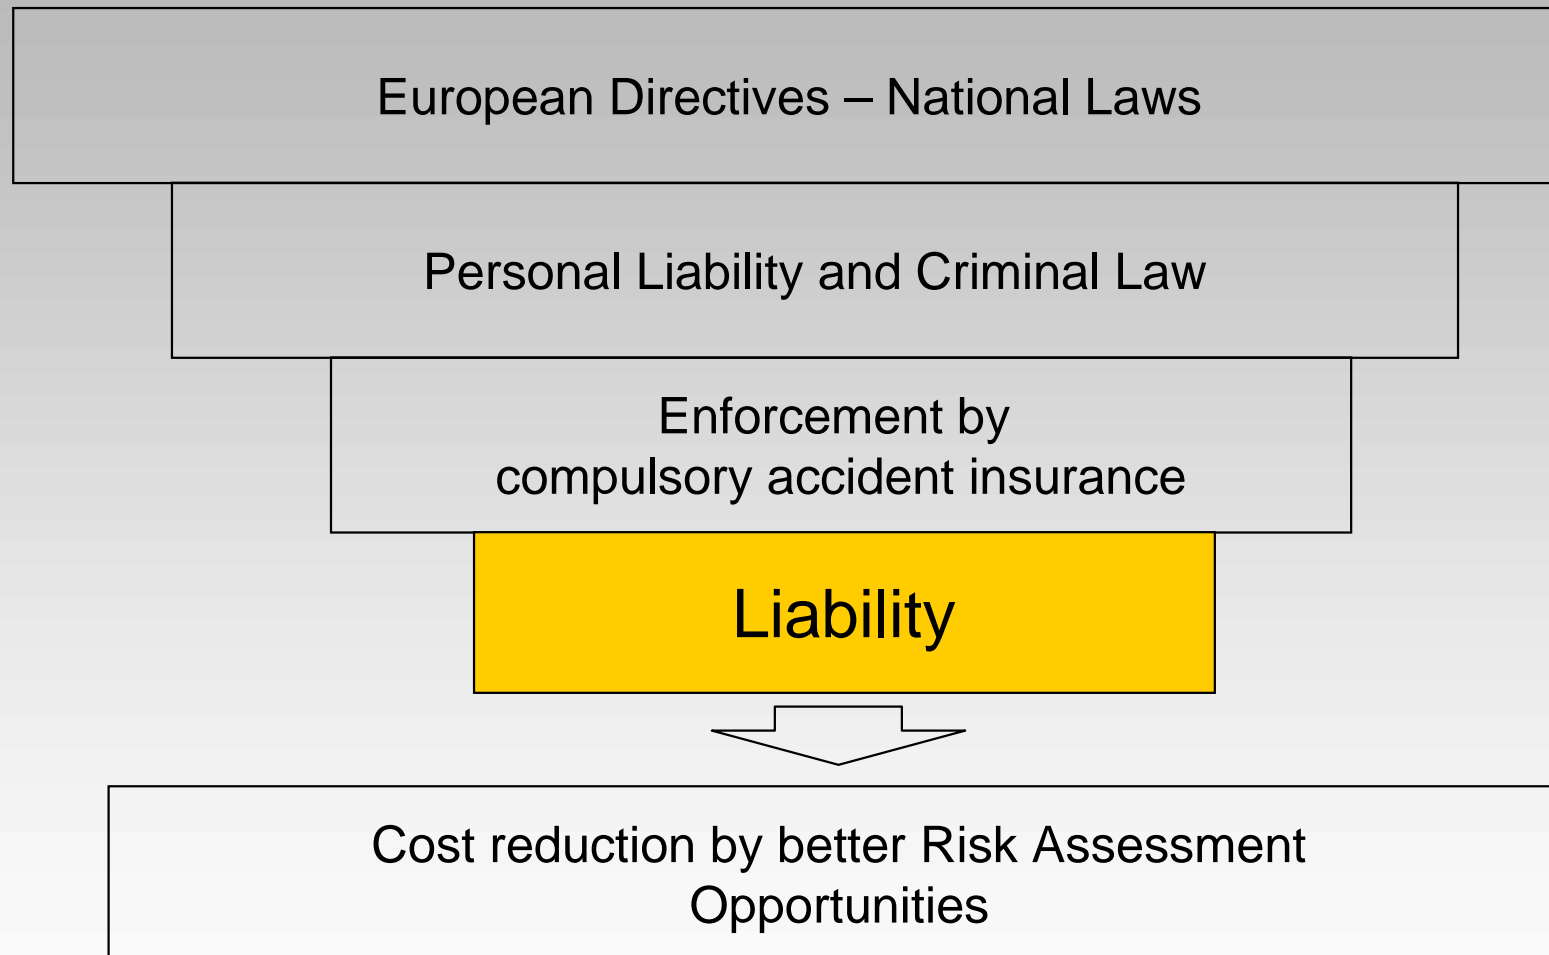 European Directives – National Laws
Personal Liability and Criminal Law
Enforcement by
compulsory accident insurance
Liability
Cost reduction by better Risk Assessment
Opportunities